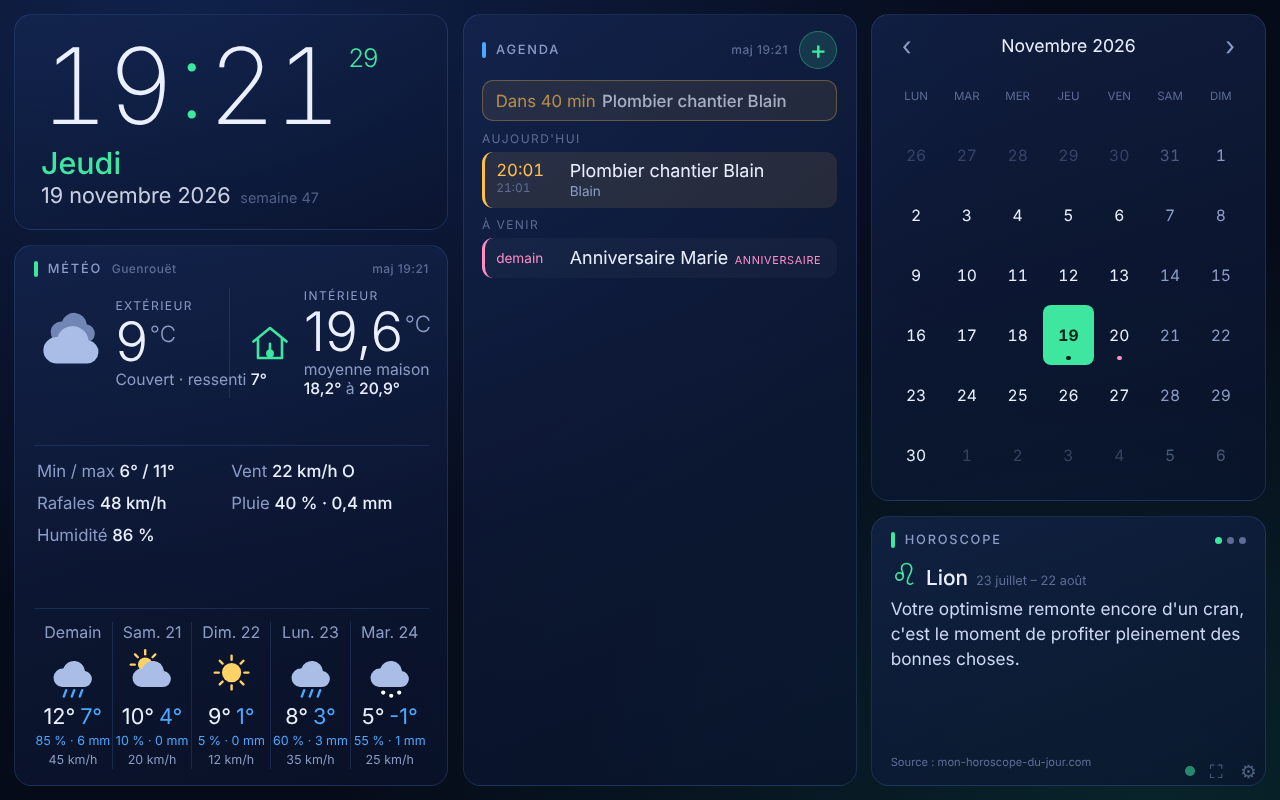 19:21 29
Jeudi
19 novembre 2026 semaine 47
MÉTÉO Guenrouët maj 19:21
EXTÉRIEUR
9 °C
Couvert · ressenti 7°
INTÉRIEUR
19,6 °C
moyenne maison
18,2° à 20,9°
Min / max 6° / 11° Vent 22 km/h O
Rafales 48 km/h Pluie 40 % · 0,4 mm
Humidité 86 %
Demain Sam. 21 Dim. 22 Lun. 23 Mar. 24
12° 7° 10° 4° 9° 1° 8° 3° 5° -1°
85 % · 6 mm 10 % · 0 mm 5 % · 0 mm 60 % · 3 mm 55 % · 1 mm
45 km/h 20 km/h 12 km/h 35 km/h 25 km/h
AGENDA maj 19:21 +
Dans 40 min Plombier chantier Blain
AUJOURD'HUI
20:01 Plombier chantier Blain
21:01 Blain
À VENIR
demain Anniversaire Marie ANNIVERSAIRE
‹ Novembre 2026 ›
LUN MAR MER JEU VEN SAM DIM
26 27 28 29 30 31 1
2 3 4 5 6 7 8
9 10 11 12 13 14 15
16 17 18 19 20 21 22
23 24 25 26 27 28 29
30 1 2 3 4 5 6
HOROSCOPE
♌ Lion 23 juillet – 22 août
Votre optimisme remonte encore d'un cran,
c'est le moment de profiter pleinement des
bonnes choses.
Source : mon-horoscope-du-jour.com